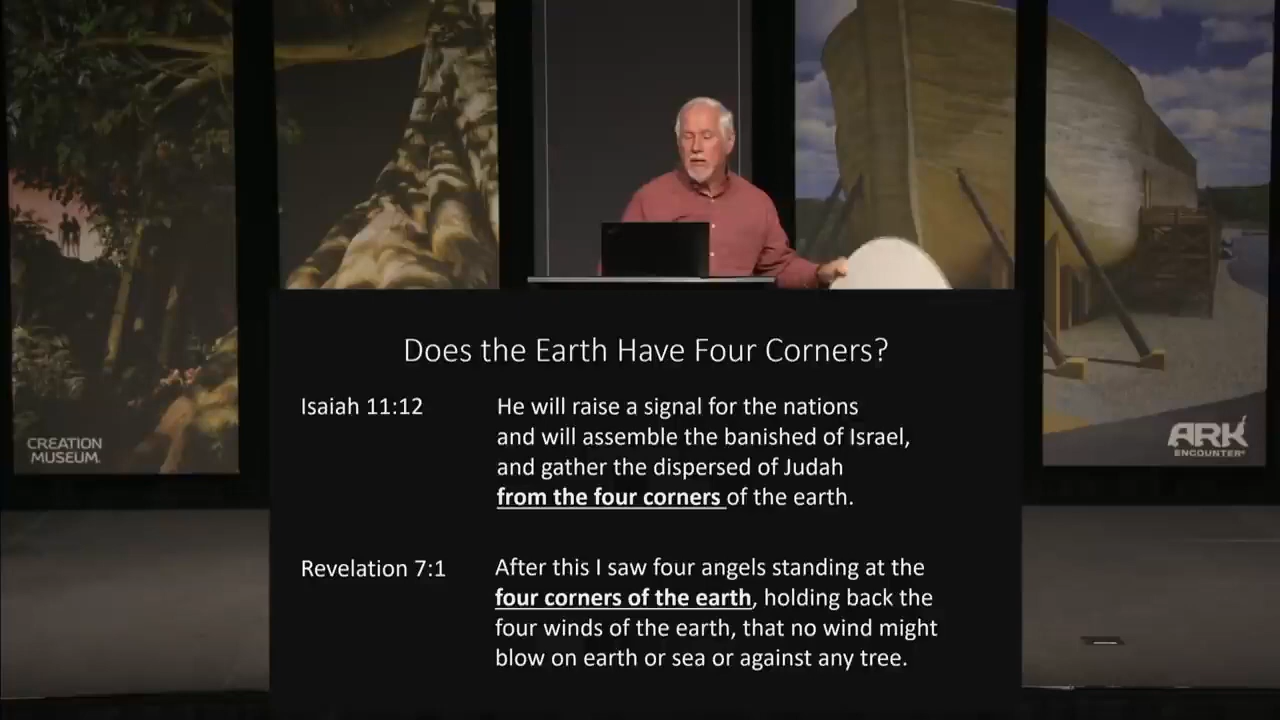 CREATION
MUSEUM
ARK
ENCOUNTER
Does the Earth Have Four Corners?
Isaiah 11:12
He will raise a signal for the nations
and will assemble the banished of Israel,
and gather the dispersed of Judah
from the four corners of the earth.
Revelation 7:1
After this I saw four angels standing at the
four corners of the earth, holding back the
four winds of the earth, that no wind might
blow on earth or sea or against any tree.